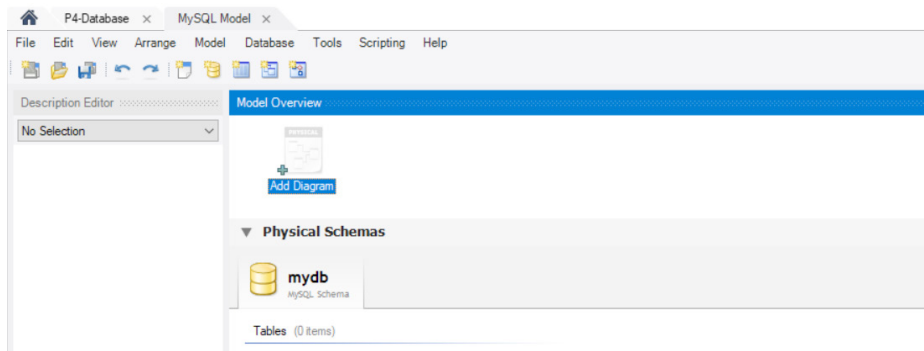 P4-Database × MySQL Model ×
File Edit View Arrange Model Database Tools Scripting Help
Description Editor
Model Overview
No Selection
PHYSICAL
Add Diagram
Physical Schemas
mydb
MySQL Schema
Tables (0 items)